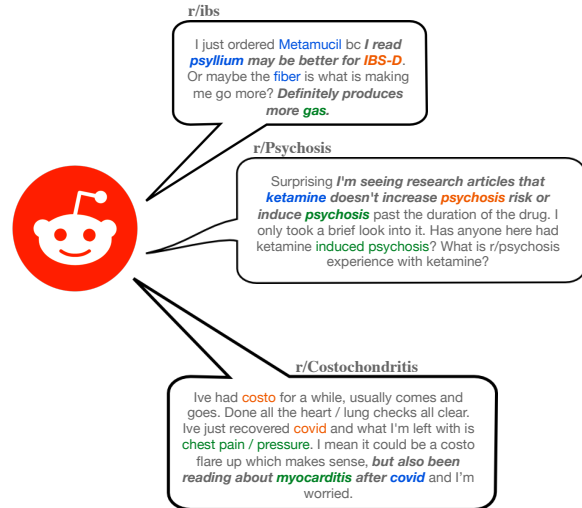 r/ibs
I just ordered Metamucil bc I read
psyllium may be better for IBS-D.
Or maybe the fiber is what is making
me go more? Definitely produces
more gas.
r/Psychosis
Surprising I'm seeing research articles that
ketamine doesn't increase psychosis risk or
induce psychosis past the duration of the drug. I
only took a brief look into it. Has anyone here had
ketamine induced psychosis? What is r/psychosis
experience with ketamine?
r/Costochondritis
Ive had costo for a while, usually comes and
goes. Done all the heart / lung checks all clear.
Ive just recovered covid and what I'm left with is
chest pain / pressure. I mean it could be a costo
flare up which makes sense, but also been
reading about myocarditis after covid and I'm
worried.